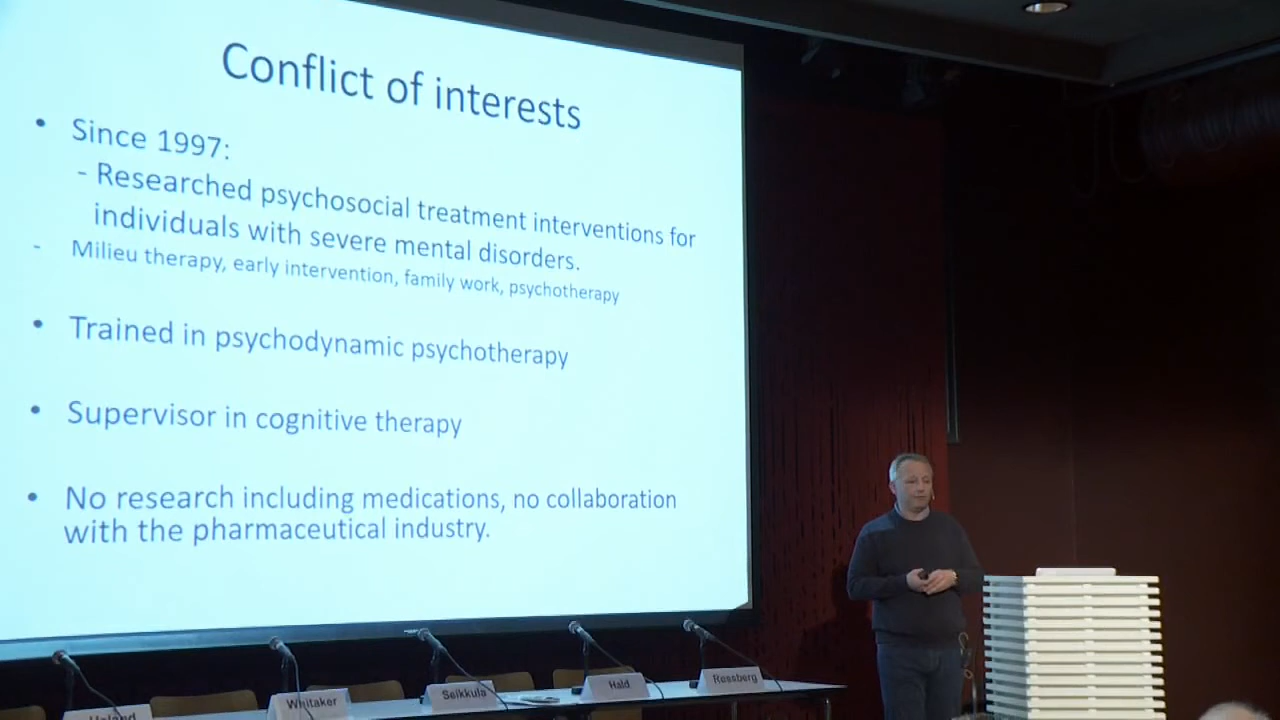 Conflict of interests
• Since 1997:
- Researched psychosocial treatment interventions for
individuals with severe mental disorders.
- Milieu therapy, early intervention, family work, psychotherapy
• Trained in psychodynamic psychotherapy
• Supervisor in cognitive therapy
• No research including medications, no collaboration
with the pharmaceutical industry.
Whitaker
Seikkula
Hald
Røssberg